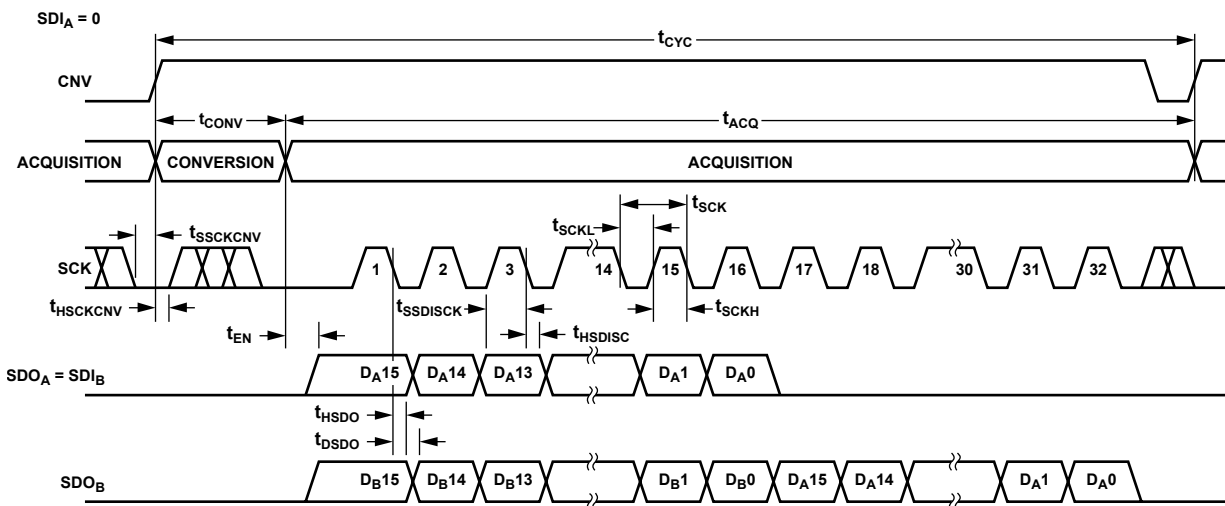 SDIA = 0
tCYC
CNV
tCONV
tACQ
ACQUISITION CONVERSION ACQUISITION
tSCK
tSCKL
tSSCKCNV
SCK 1 2 3 14 15 16 17 18 30 31 32
tHSCKCNV
tSSDISCK
tSCKH
tEN
tHSDISC
SDOA = SDIB DA15 DA14 DA13 DA1 DA0
tHSDO
tDSDO
SDOB DB15 DB14 DB13 DB1 DB0 DA15 DA14 DA1 DA0